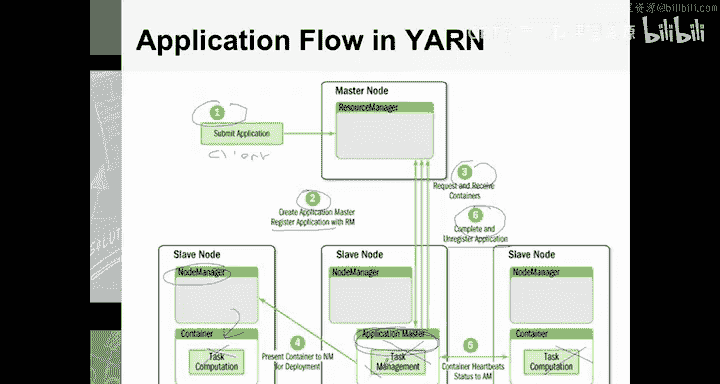 Application Flow in YARN
bilibili
Master Node
ResourceManager
1
Submit Application
Client
3
Request and Receive
Containers
2
Create Application Master
Register Application with RM
6
Complete and
Unregister Application
Slave Node
NodeManager
Container
Task
Computation
4
Present Container to NM
for Deployment
Slave Node
NodeManager
Application Master
Task
Management
5
Container Heartbeats
Status to AM
Slave Node
NodeManager
Container
Task
Computation